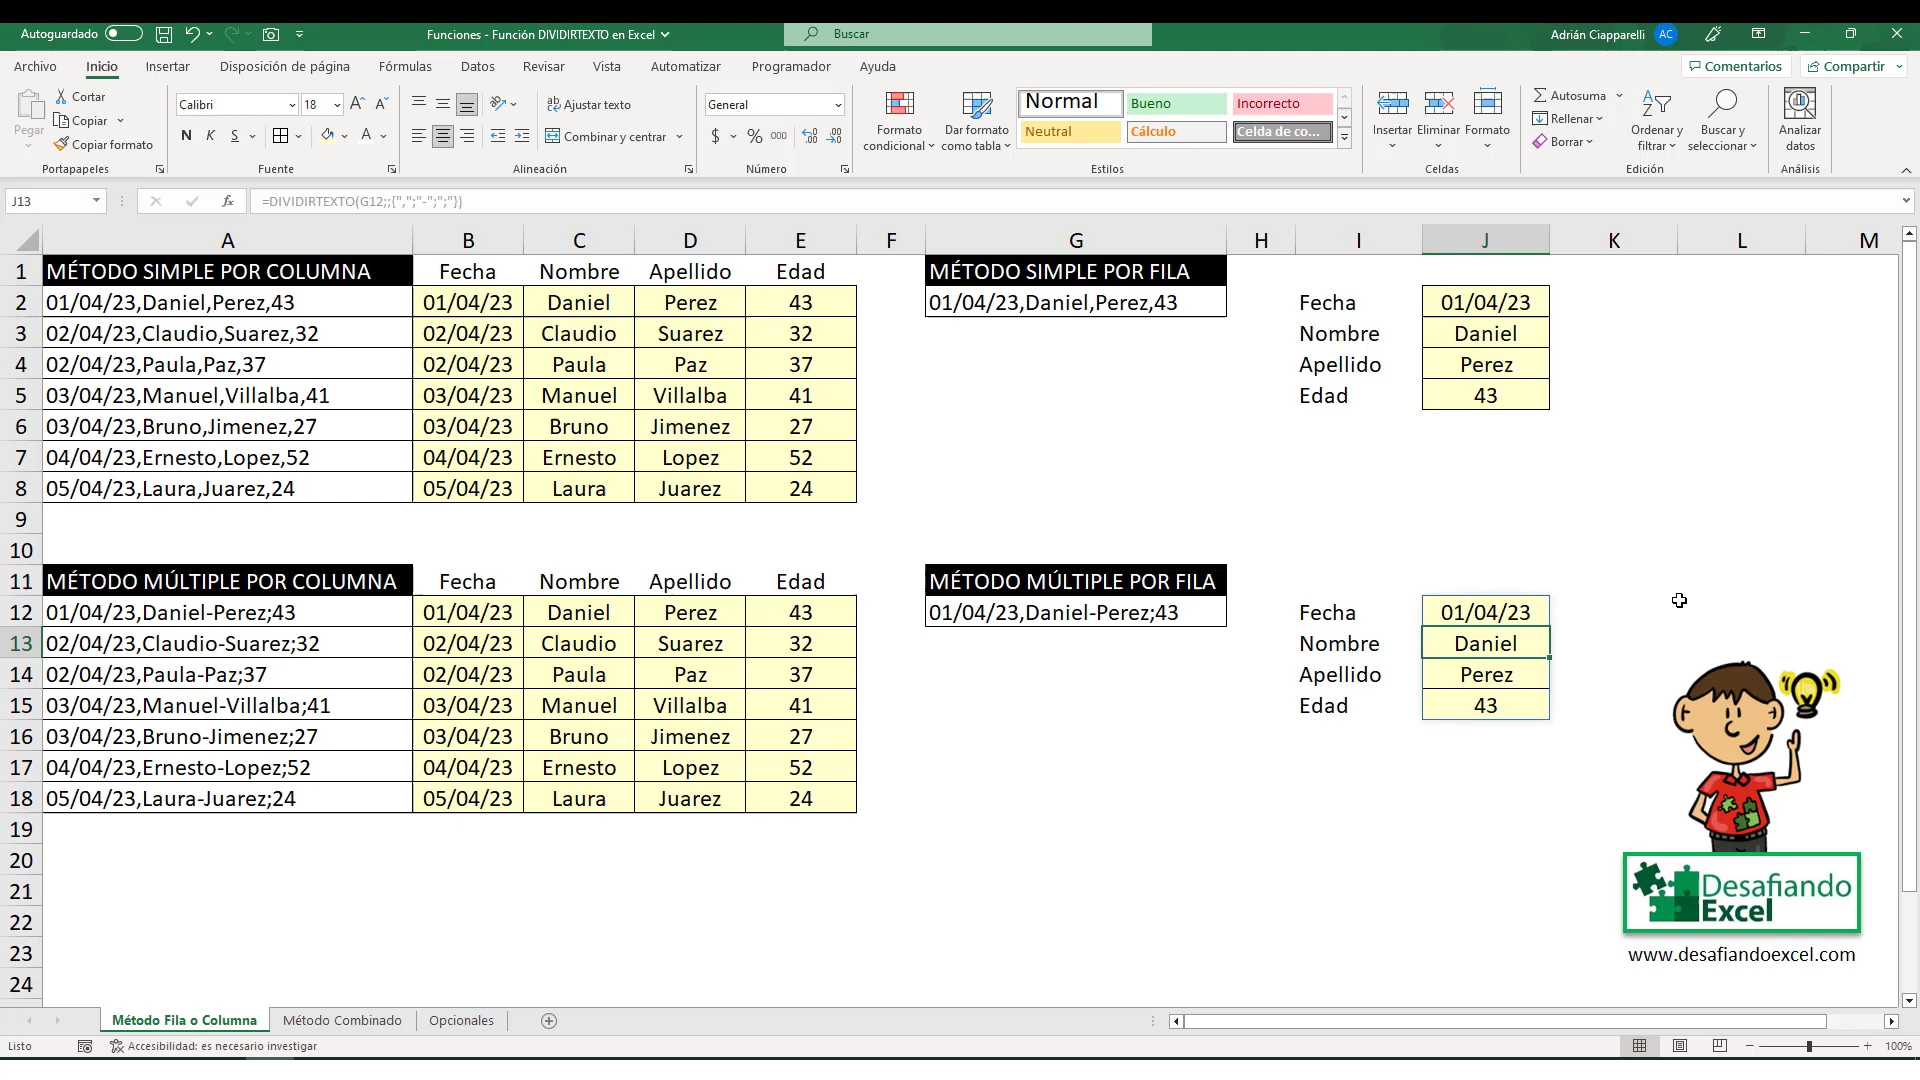 Autoguardado
Funciones - Función DIVIDIRTEXTO en Excel
Buscar
Adrián Ciapparelli AC
Archivo Inicio Insertar Disposición de página Fórmulas Datos Revisar Vista Automatizar Programador Ayuda Comentarios Compartir
Pegar
Cortar
Copiar
Copiar formato
Portapapeles
Calibri 18
N K S
Fuente
Ajustar texto
Combinar y centrar
Alineación
General
$ % 000
Número
Formato condicional
Dar formato como tabla
Normal Bueno Incorrecto
Neutral Cálculo Celda de co...
Estilos
Insertar Eliminar Formato
Celdas
Autosuma
Rellenar
Borrar
Ordenar y filtrar
Buscar y seleccionar
Edición
Analizar datos
Análisis
J13 fx =DIVIDIRTEXTO(G12;;{",";"-";";"})
A B C D E F G H I J K L M
1 MÉTODO SIMPLE POR COLUMNA Fecha Nombre Apellido Edad MÉTODO SIMPLE POR FILA
2 01/04/23,Daniel,Perez,43 01/04/23 Daniel Perez 43 01/04/23,Daniel,Perez,43 Fecha 01/04/23
3 02/04/23,Claudio,Suarez,32 02/04/23 Claudio Suarez 32 Nombre Daniel
4 02/04/23,Paula,Paz,37 02/04/23 Paula Paz 37 Apellido Perez
5 03/04/23,Manuel,Villalba,41 03/04/23 Manuel Villalba 41 Edad 43
6 03/04/23,Bruno,Jimenez,27 03/04/23 Bruno Jimenez 27
7 04/04/23,Ernesto,Lopez,52 04/04/23 Ernesto Lopez 52
8 05/04/23,Laura,Juarez,24 05/04/23 Laura Juarez 24
9
10
11 MÉTODO MÚLTIPLE POR COLUMNA Fecha Nombre Apellido Edad MÉTODO MÚLTIPLE POR FILA
12 01/04/23,Daniel-Perez;43 01/04/23 Daniel Perez 43 01/04/23,Daniel-Perez;43 Fecha 01/04/23
13 02/04/23,Claudio-Suarez;32 02/04/23 Claudio Suarez 32 Nombre Daniel
14 02/04/23,Paula-Paz;37 02/04/23 Paula Paz 37 Apellido Perez
15 03/04/23,Manuel-Villalba;41 03/04/23 Manuel Villalba 41 Edad 43
16 03/04/23,Bruno-Jimenez;27 03/04/23 Bruno Jimenez 27
17 04/04/23,Ernesto-Lopez;52 04/04/23 Ernesto Lopez 52
18 05/04/23,Laura-Juarez;24 05/04/23 Laura Juarez 24
19
20
21
22
23
24
Desafiando
Excel
www.desafiandoexcel.com
Método Fila o Columna Método Combinado Opcionales
Listo Accesibilidad: es necesario investigar 100%